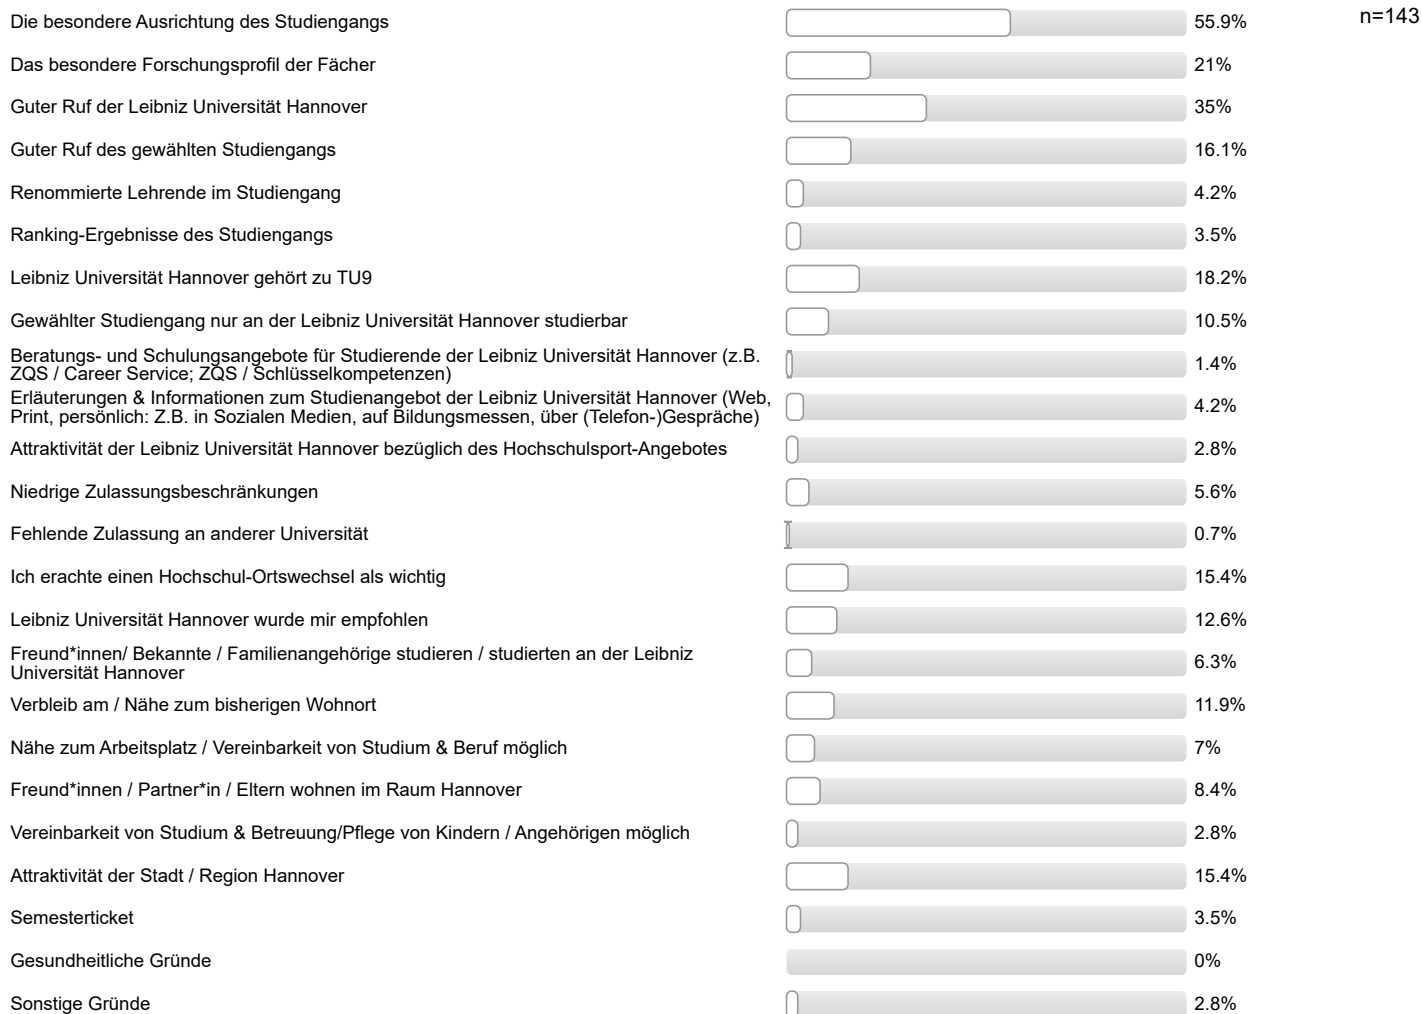 Die besondere Ausrichtung des Studiengangs 55.9% n=143
Das besondere Forschungsprofil der Fächer 21%
Guter Ruf der Leibniz Universität Hannover 35%
Guter Ruf des gewählten Studiengangs 16.1%
Renommierte Lehrende im Studiengang 4.2%
Ranking-Ergebnisse des Studiengangs 3.5%
Leibniz Universität Hannover gehört zu TU9 18.2%
Gewählter Studiengang nur an der Leibniz Universität Hannover studierbar 10.5%
Beratungs- und Schulungsangebote für Studierende der Leibniz Universität Hannover (z.B.
ZQS / Career Service; ZQS / Schlüsselkompetenzen) 1.4%
Erläuterungen & Informationen zum Studienangebot der Leibniz Universität Hannover (Web,
Print, persönlich: Z.B. in Sozialen Medien, auf Bildungsmessen, über (Telefon-)Gespräche) 4.2%
Attraktivität der Leibniz Universität Hannover bezüglich des Hochschulsport-Angebotes 2.8%
Niedrige Zulassungsbeschränkungen 5.6%
Fehlende Zulassung an anderer Universität 0.7%
Ich erachte einen Hochschul-Ortswechsel als wichtig 15.4%
Leibniz Universität Hannover wurde mir empfohlen 12.6%
Freund*innen/ Bekannte / Familienangehörige studieren / studierten an der Leibniz
Universität Hannover 6.3%
Verbleib am / Nähe zum bisherigen Wohnort 11.9%
Nähe zum Arbeitsplatz / Vereinbarkeit von Studium & Beruf möglich 7%
Freund*innen / Partner*in / Eltern wohnen im Raum Hannover 8.4%
Vereinbarkeit von Studium & Betreuung/Pflege von Kindern / Angehörigen möglich 2.8%
Attraktivität der Stadt / Region Hannover 15.4%
Semesterticket 3.5%
Gesundheitliche Gründe 0%
Sonstige Gründe 2.8%